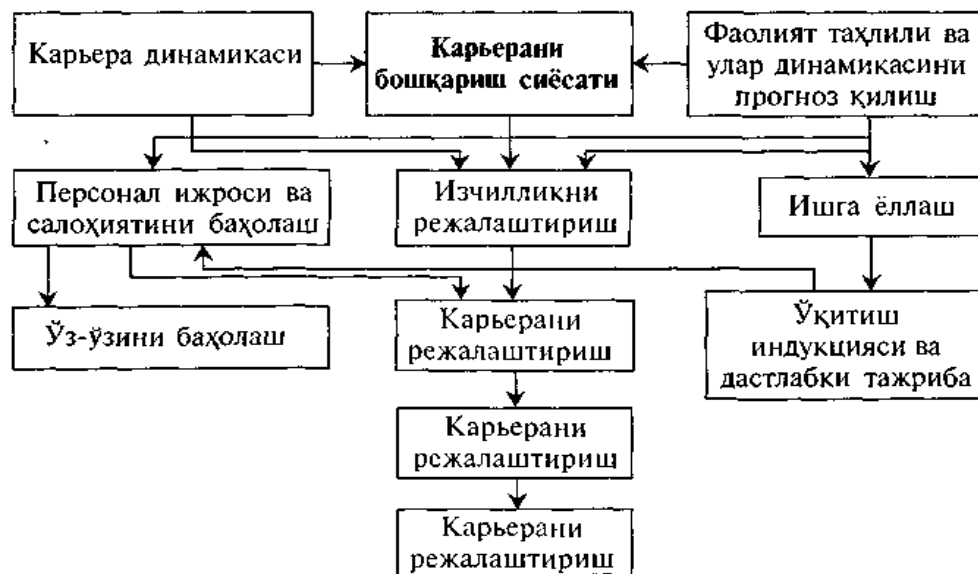 Карьера динамикаси
Карьерани
бошқариш сиёсати
Фаолият таҳлили ва
улар динамикасини
прогноз қилиш
Персонал ижроси ва
салоҳиятини баҳолаш
Изчилликни
режалаштириш
Ишга ёллаш
Ўз-ўзини баҳолаш
Карьерани
режалаштириш
Ўқитиш
индукцияси ва
дастлабки тажриба
Карьерани
режалаштириш
Карьерани
режалаштириш